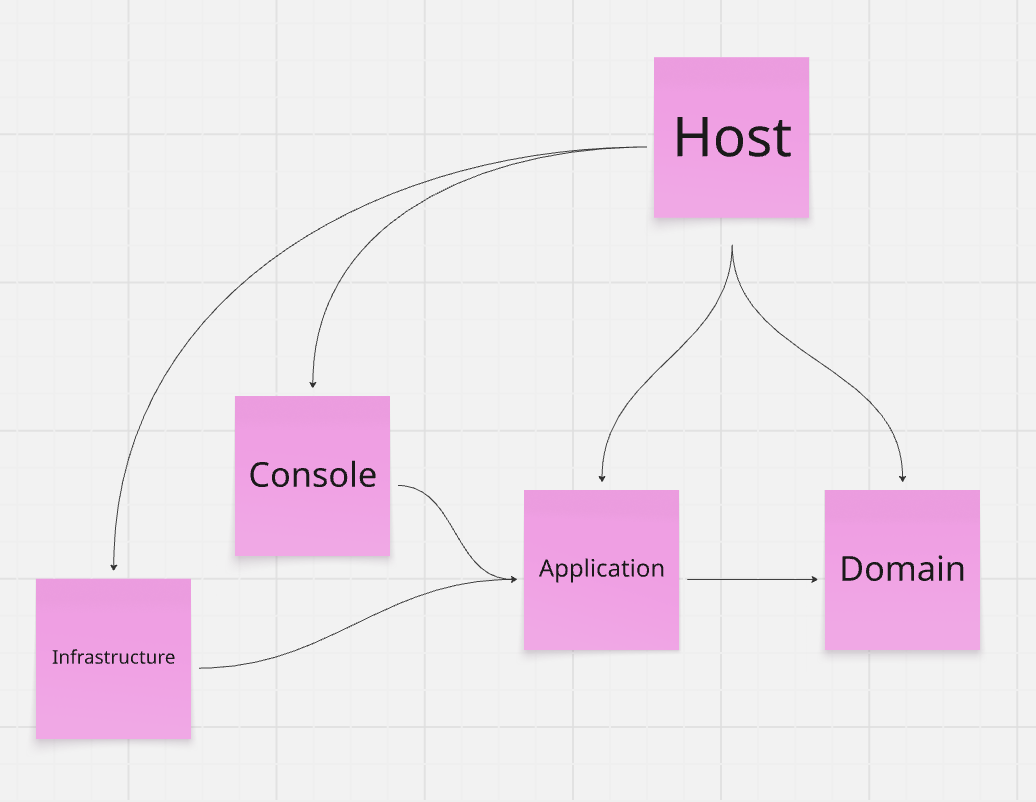 Host
Console
Application
Domain
Infrastructure